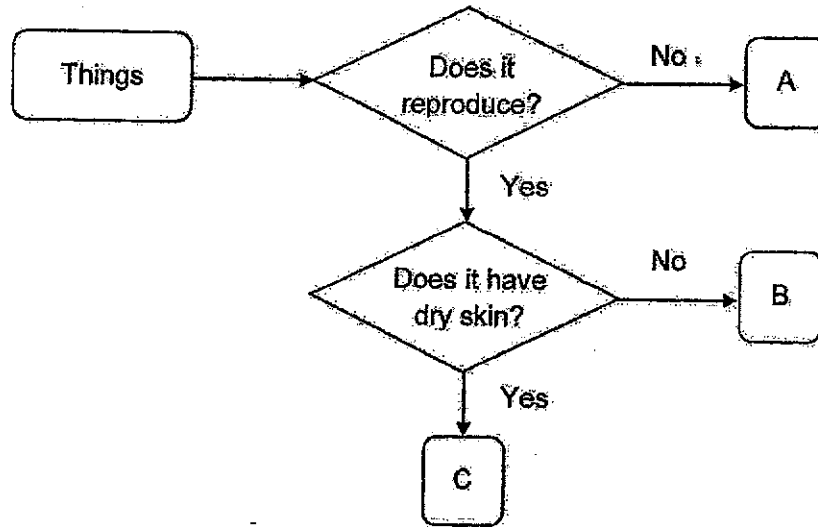 Things
Does it
reproduce?
No
A
Yes
Does it have
dry skin?
No
B
Yes
C